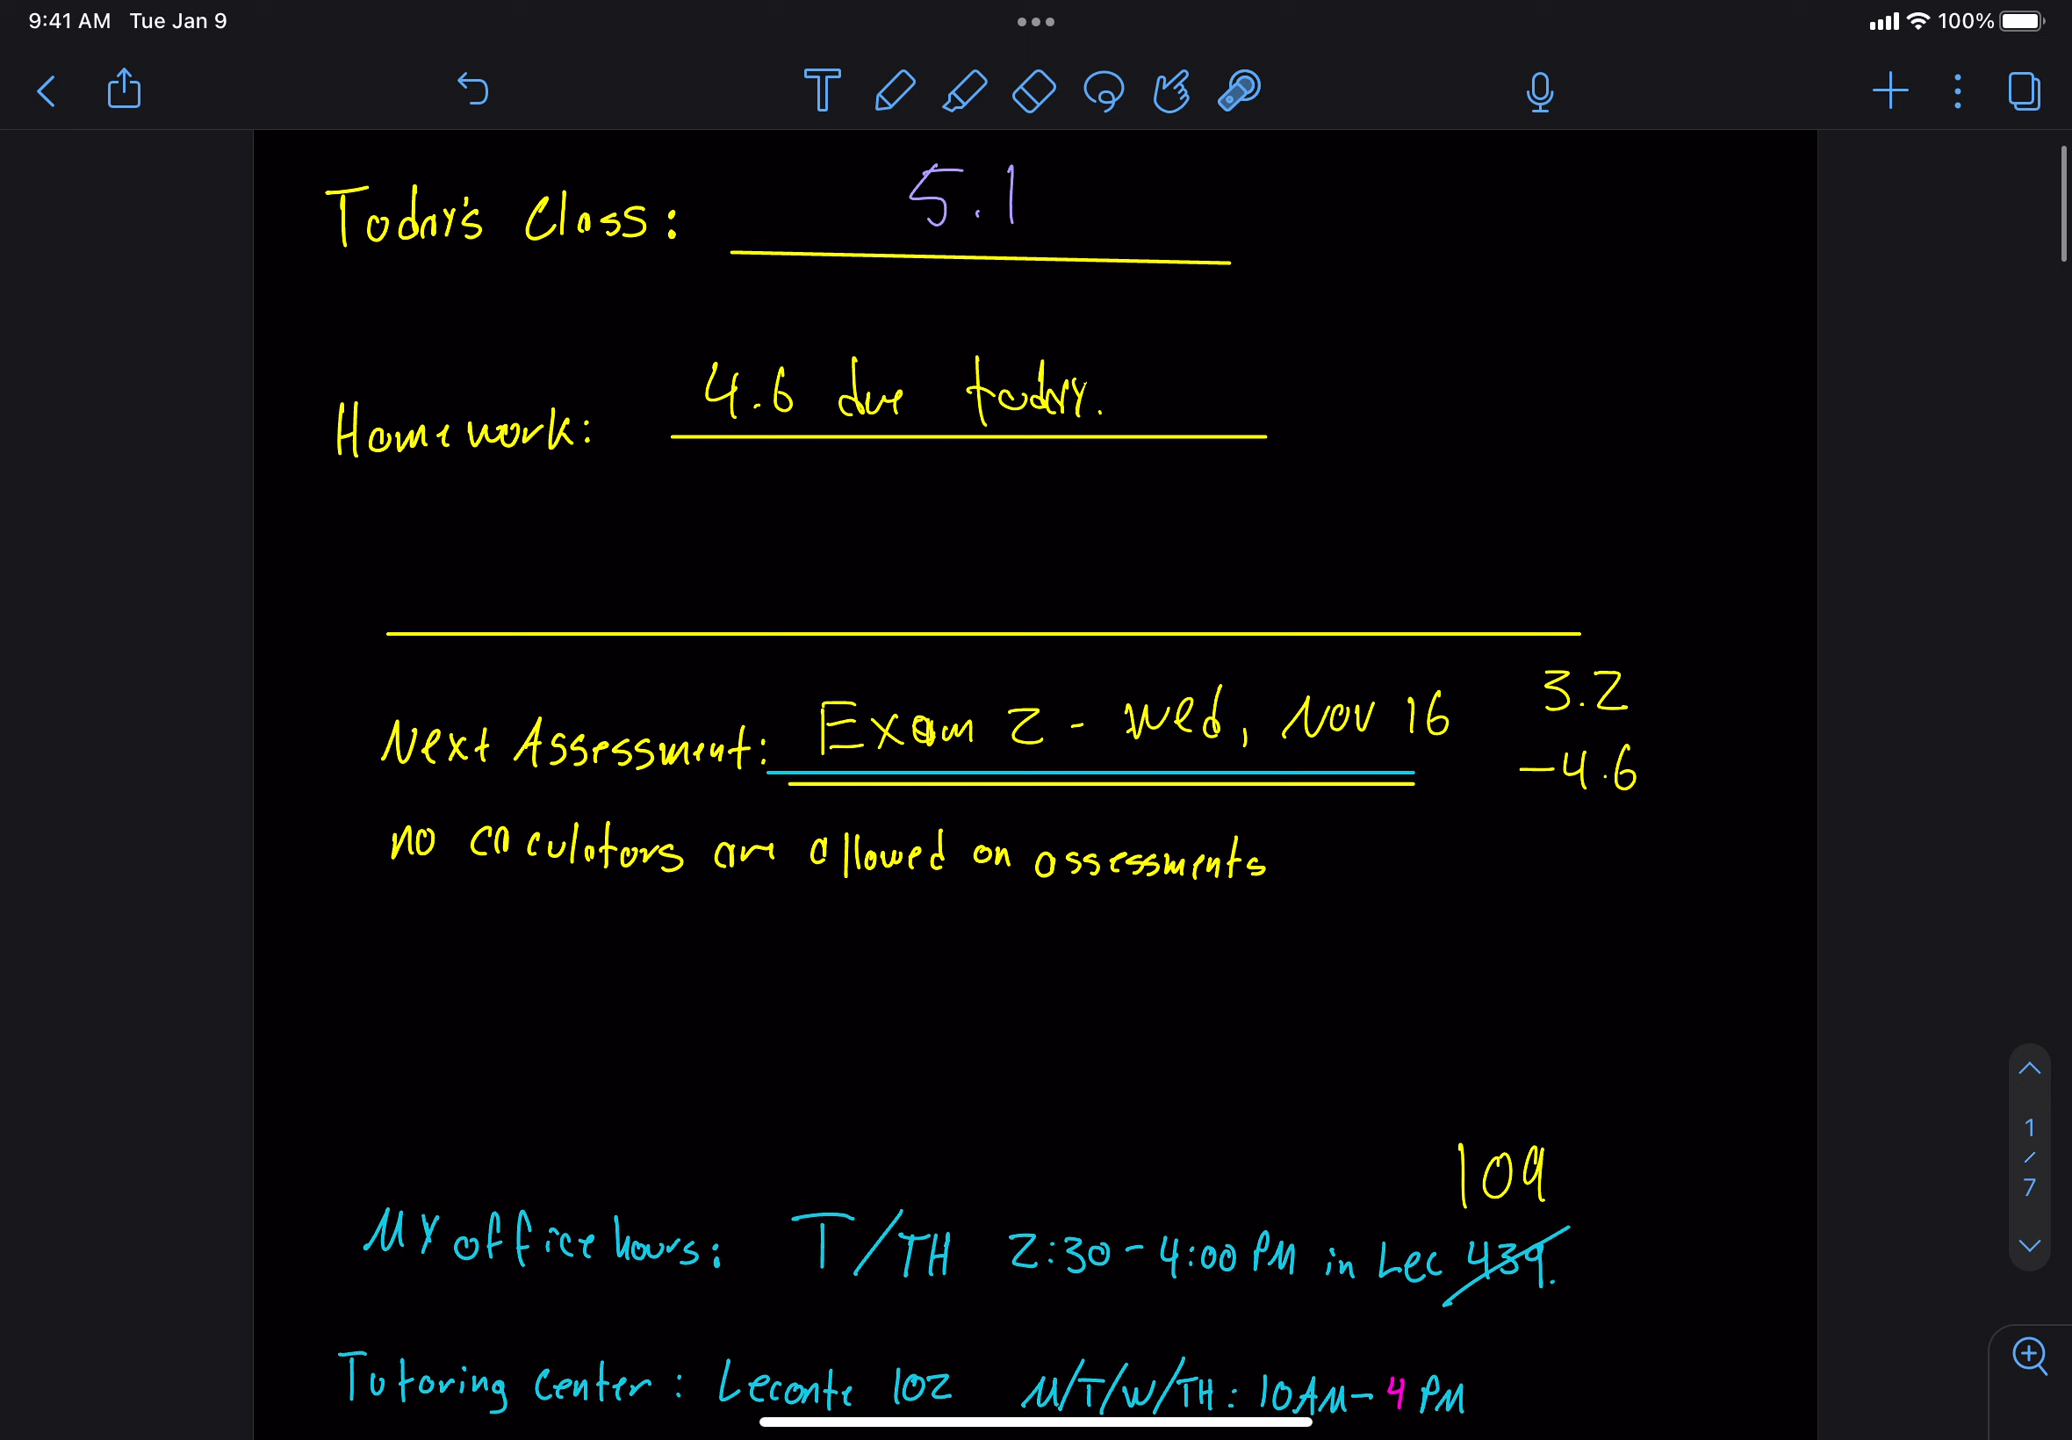 9:41 AM Tue Jan 9
100%
Today's Class: 5.1
Homework: 4.6 due today.
3.2
Next Assessment: Exam 2 - Wed, Nov 16
-4.6
no caculators are allowed on assessments
109
My office hours: T/TH 2:30-4:00 PM in Lec 439.
Tutoring Center: Leconte 102 M/T/W/TH: 10AM-4 PM
1
/
7